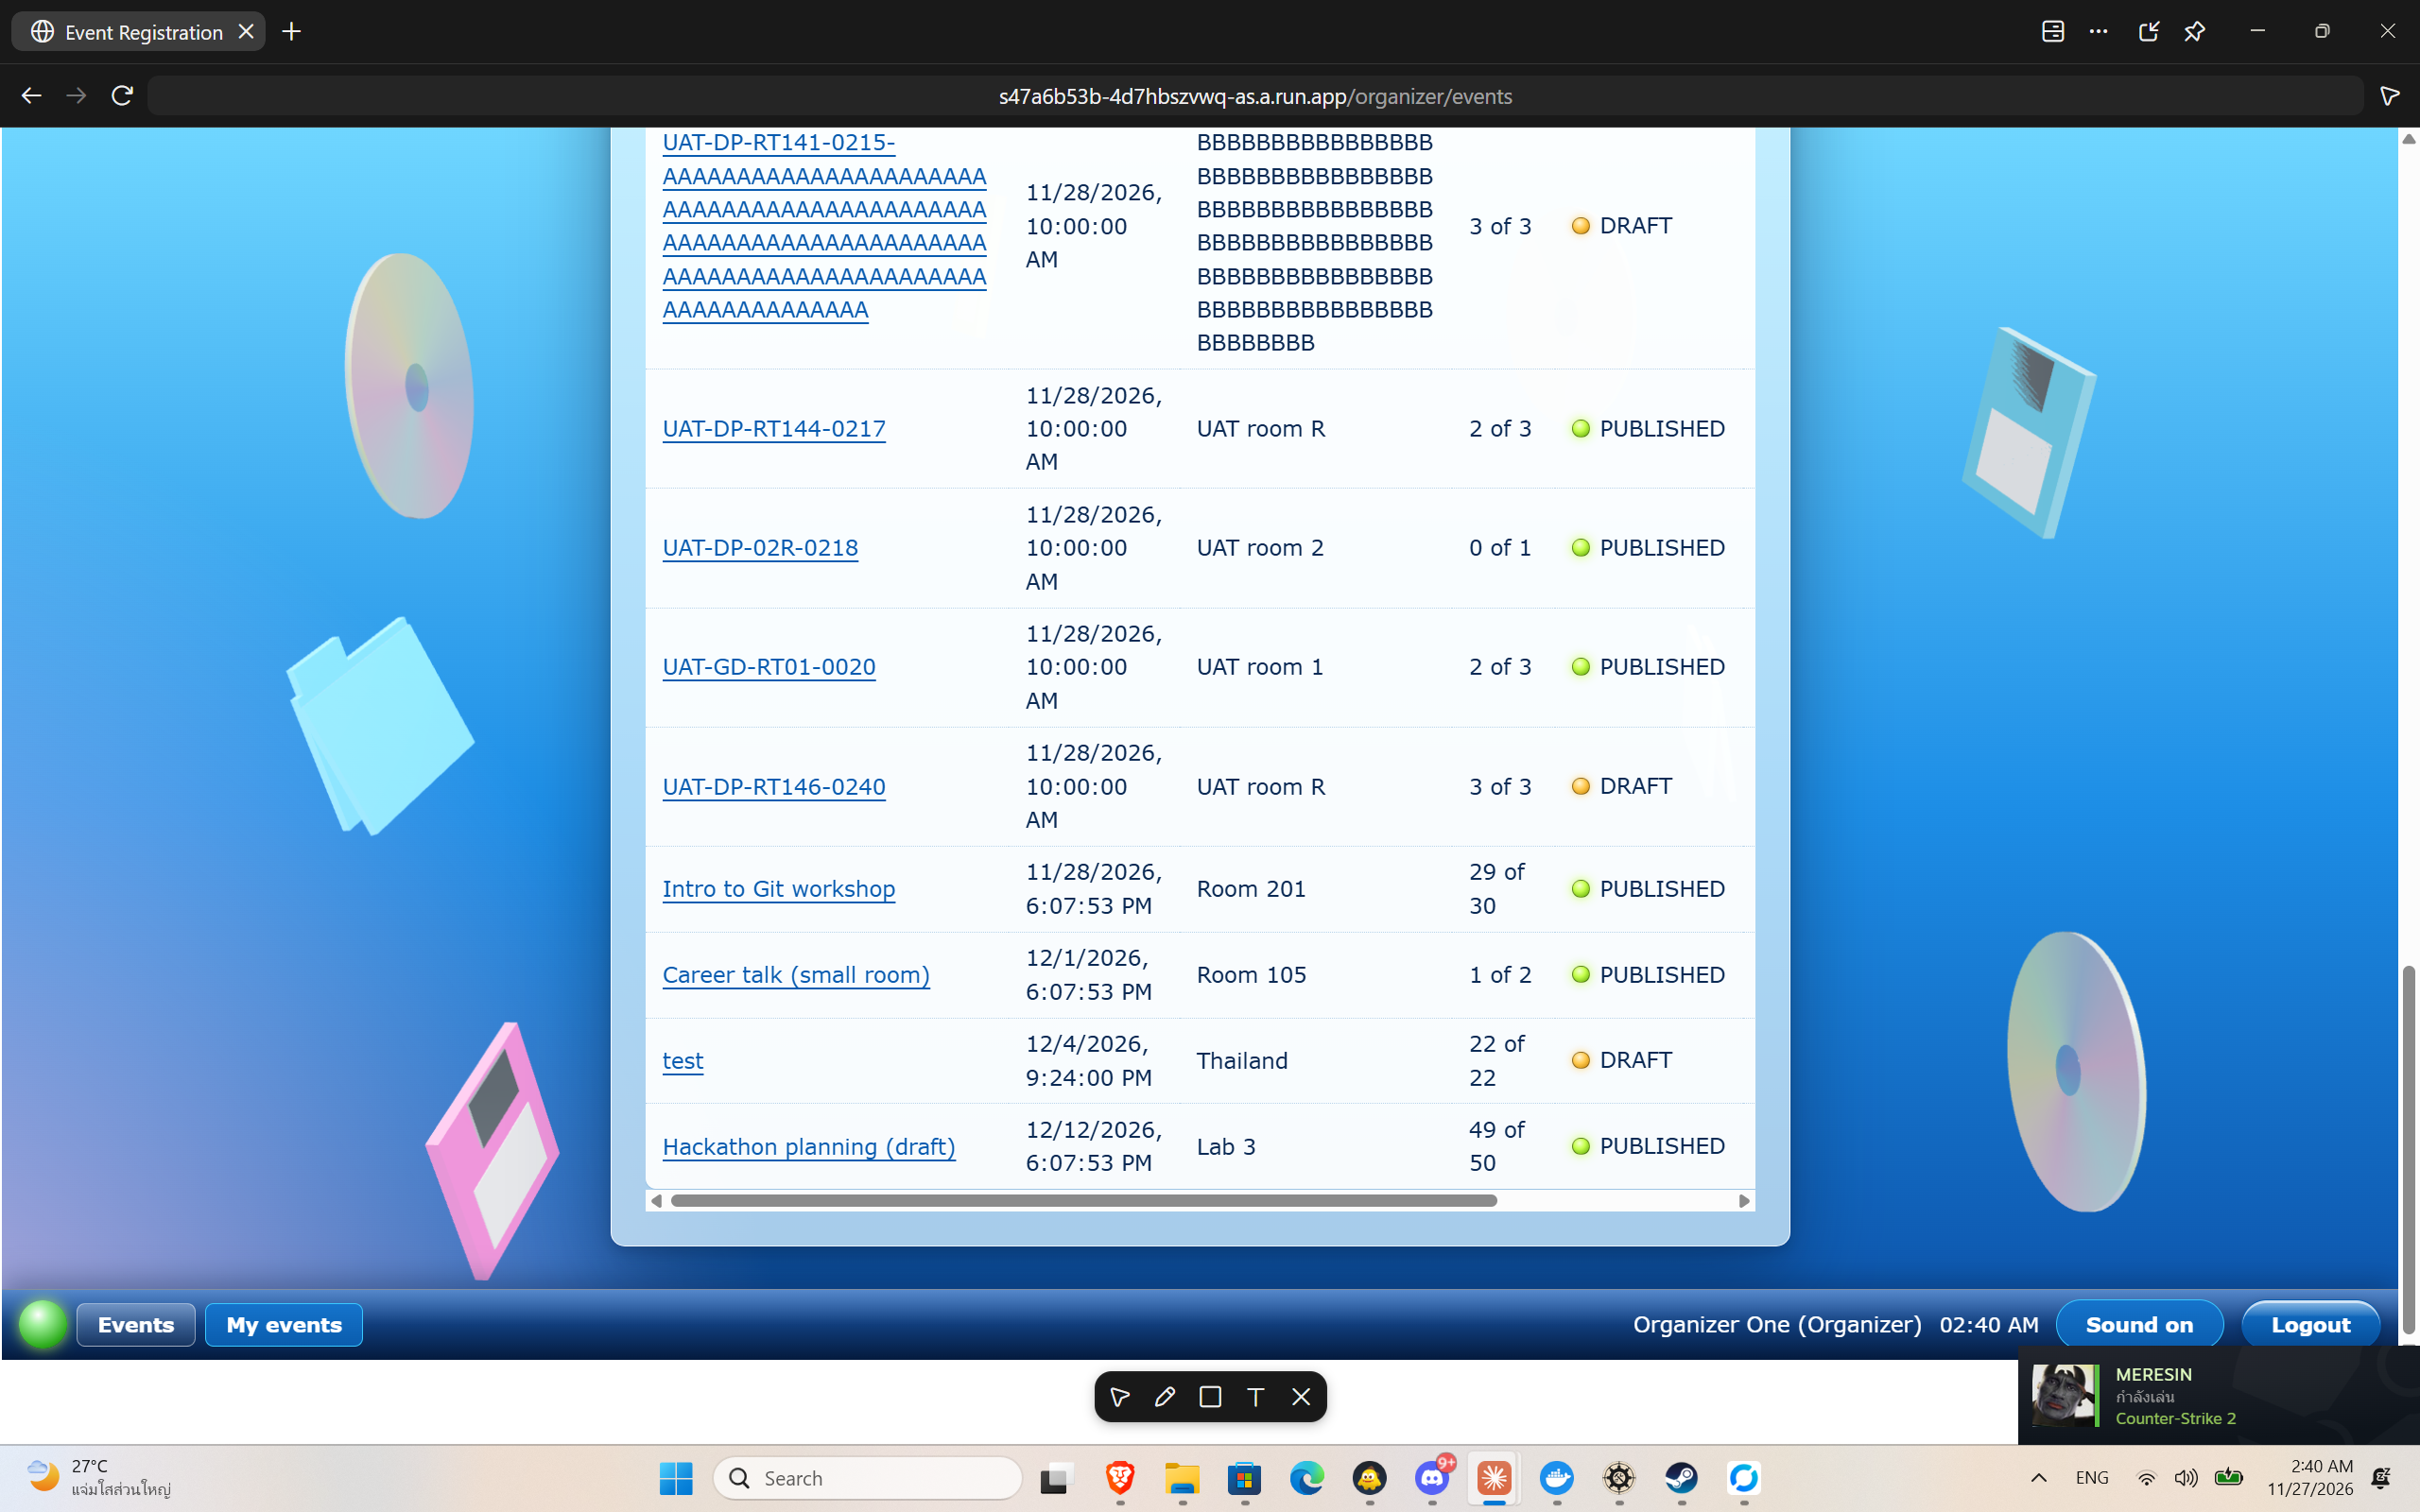 Event Registration
s47a6b53b-4d7hbszvwq-as.a.run.app/organizer/events
UAT-DP-RT141-0215-
AAAAAAAAAAAAAAAAAAAAAA
AAAAAAAAAAAAAAAAAAAAAA
AAAAAAAAAAAAAAAAAAAAAA
AAAAAAAAAAAAAAAAAAAAAA
AAAAAAAAAAAAAA
11/28/2026,
10:00:00
AM
BBBBBBBBBBBBBBBB
BBBBBBBBBBBBBBBB
BBBBBBBBBBBBBBBB
BBBBBBBBBBBBBBBB
BBBBBBBBBBBBBBBB
BBBBBBBBBBBBBBBB
BBBBBBBB
3 of 3
DRAFT
UAT-DP-RT144-0217
11/28/2026,
10:00:00
AM
UAT room R
2 of 3
PUBLISHED
UAT-DP-02R-0218
11/28/2026,
10:00:00
AM
UAT room 2
0 of 1
PUBLISHED
UAT-GD-RT01-0020
11/28/2026,
10:00:00
AM
UAT room 1
2 of 3
PUBLISHED
UAT-DP-RT146-0240
11/28/2026,
10:00:00
AM
UAT room R
3 of 3
DRAFT
Intro to Git workshop
11/28/2026,
6:07:53 PM
Room 201
29 of
30
PUBLISHED
Career talk (small room)
12/1/2026,
6:07:53 PM
Room 105
1 of 2
PUBLISHED
test
12/4/2026,
9:24:00 PM
Thailand
22 of
22
DRAFT
Hackathon planning (draft)
12/12/2026,
6:07:53 PM
Lab 3
49 of
50
PUBLISHED
Events
My events
Organizer One (Organizer)
02:40 AM
Sound on
Logout
MERESIN
กำลังเล่น
Counter-Strike 2
27°C
แจ่มใสส่วนใหญ่
Search
9+
ENG
2:40 AM
11/27/2026